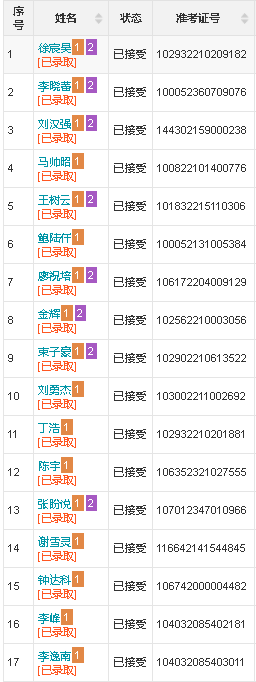 序号 姓名 状态 准考证号
1 徐宸昊 1 2 已接受 102932210209182
[已录取]
2 李晓蕾 1 2 已接受 100052360709076
[已录取]
3 刘汉强 1 2 已接受 144302159000238
[已录取]
4 马帅昭 1 已接受 100822101400776
[已录取]
5 王树云 1 2 已接受 101832215110306
[已录取]
6 鲍陆仟 1 已接受 100052131005384
[已录取]
7 廖祝培 1 2 已接受 106172204009129
[已录取]
8 金辉 1 2 已接受 102562210003056
[已录取]
9 束子豪 1 2 已接受 102902210613522
[已录取]
10 刘勇杰 1 已接受 103002211002692
[已录取]
11 丁浩 1 已接受 102932210201881
[已录取]
12 陈宇 1 已接受 106352321027555
[已录取]
13 张盼悦 1 2 已接受 107012347010966
[已录取]
14 谢雪灵 1 已接受 116642141544845
[已录取]
15 钟达科 1 已接受 106742000004482
[已录取]
16 李峰 1 已接受 104032085402181
[已录取]
17 李逸南 1 已接受 104032085403011
[已录取]